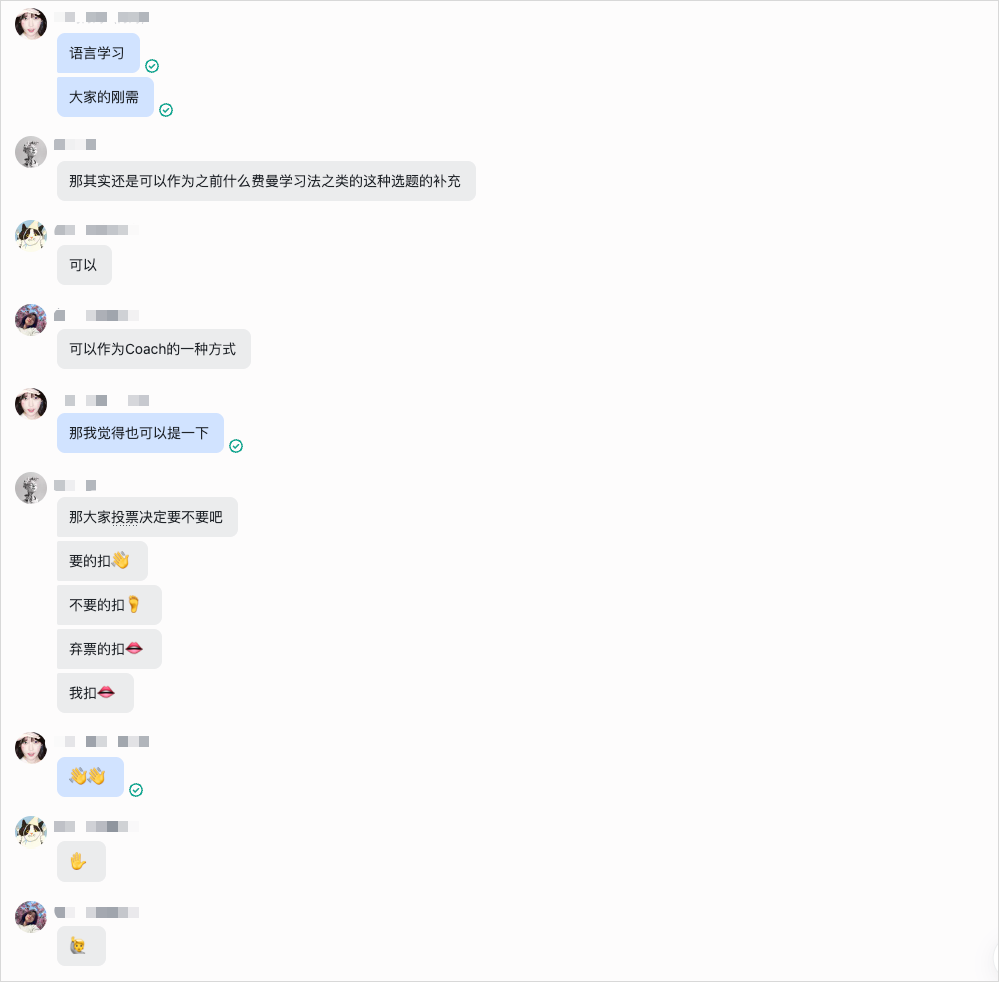 语言学习
大家的刚需
那其实还是可以作为之前什么费曼学习法之类的这种选题的补充
可以
可以作为Coach的一种方式
那我觉得也可以提一下
那大家投票决定要不要吧
要的扣👋
不要的扣🦶
弃票的扣👄
我扣👄
👋👋
✋
🙋